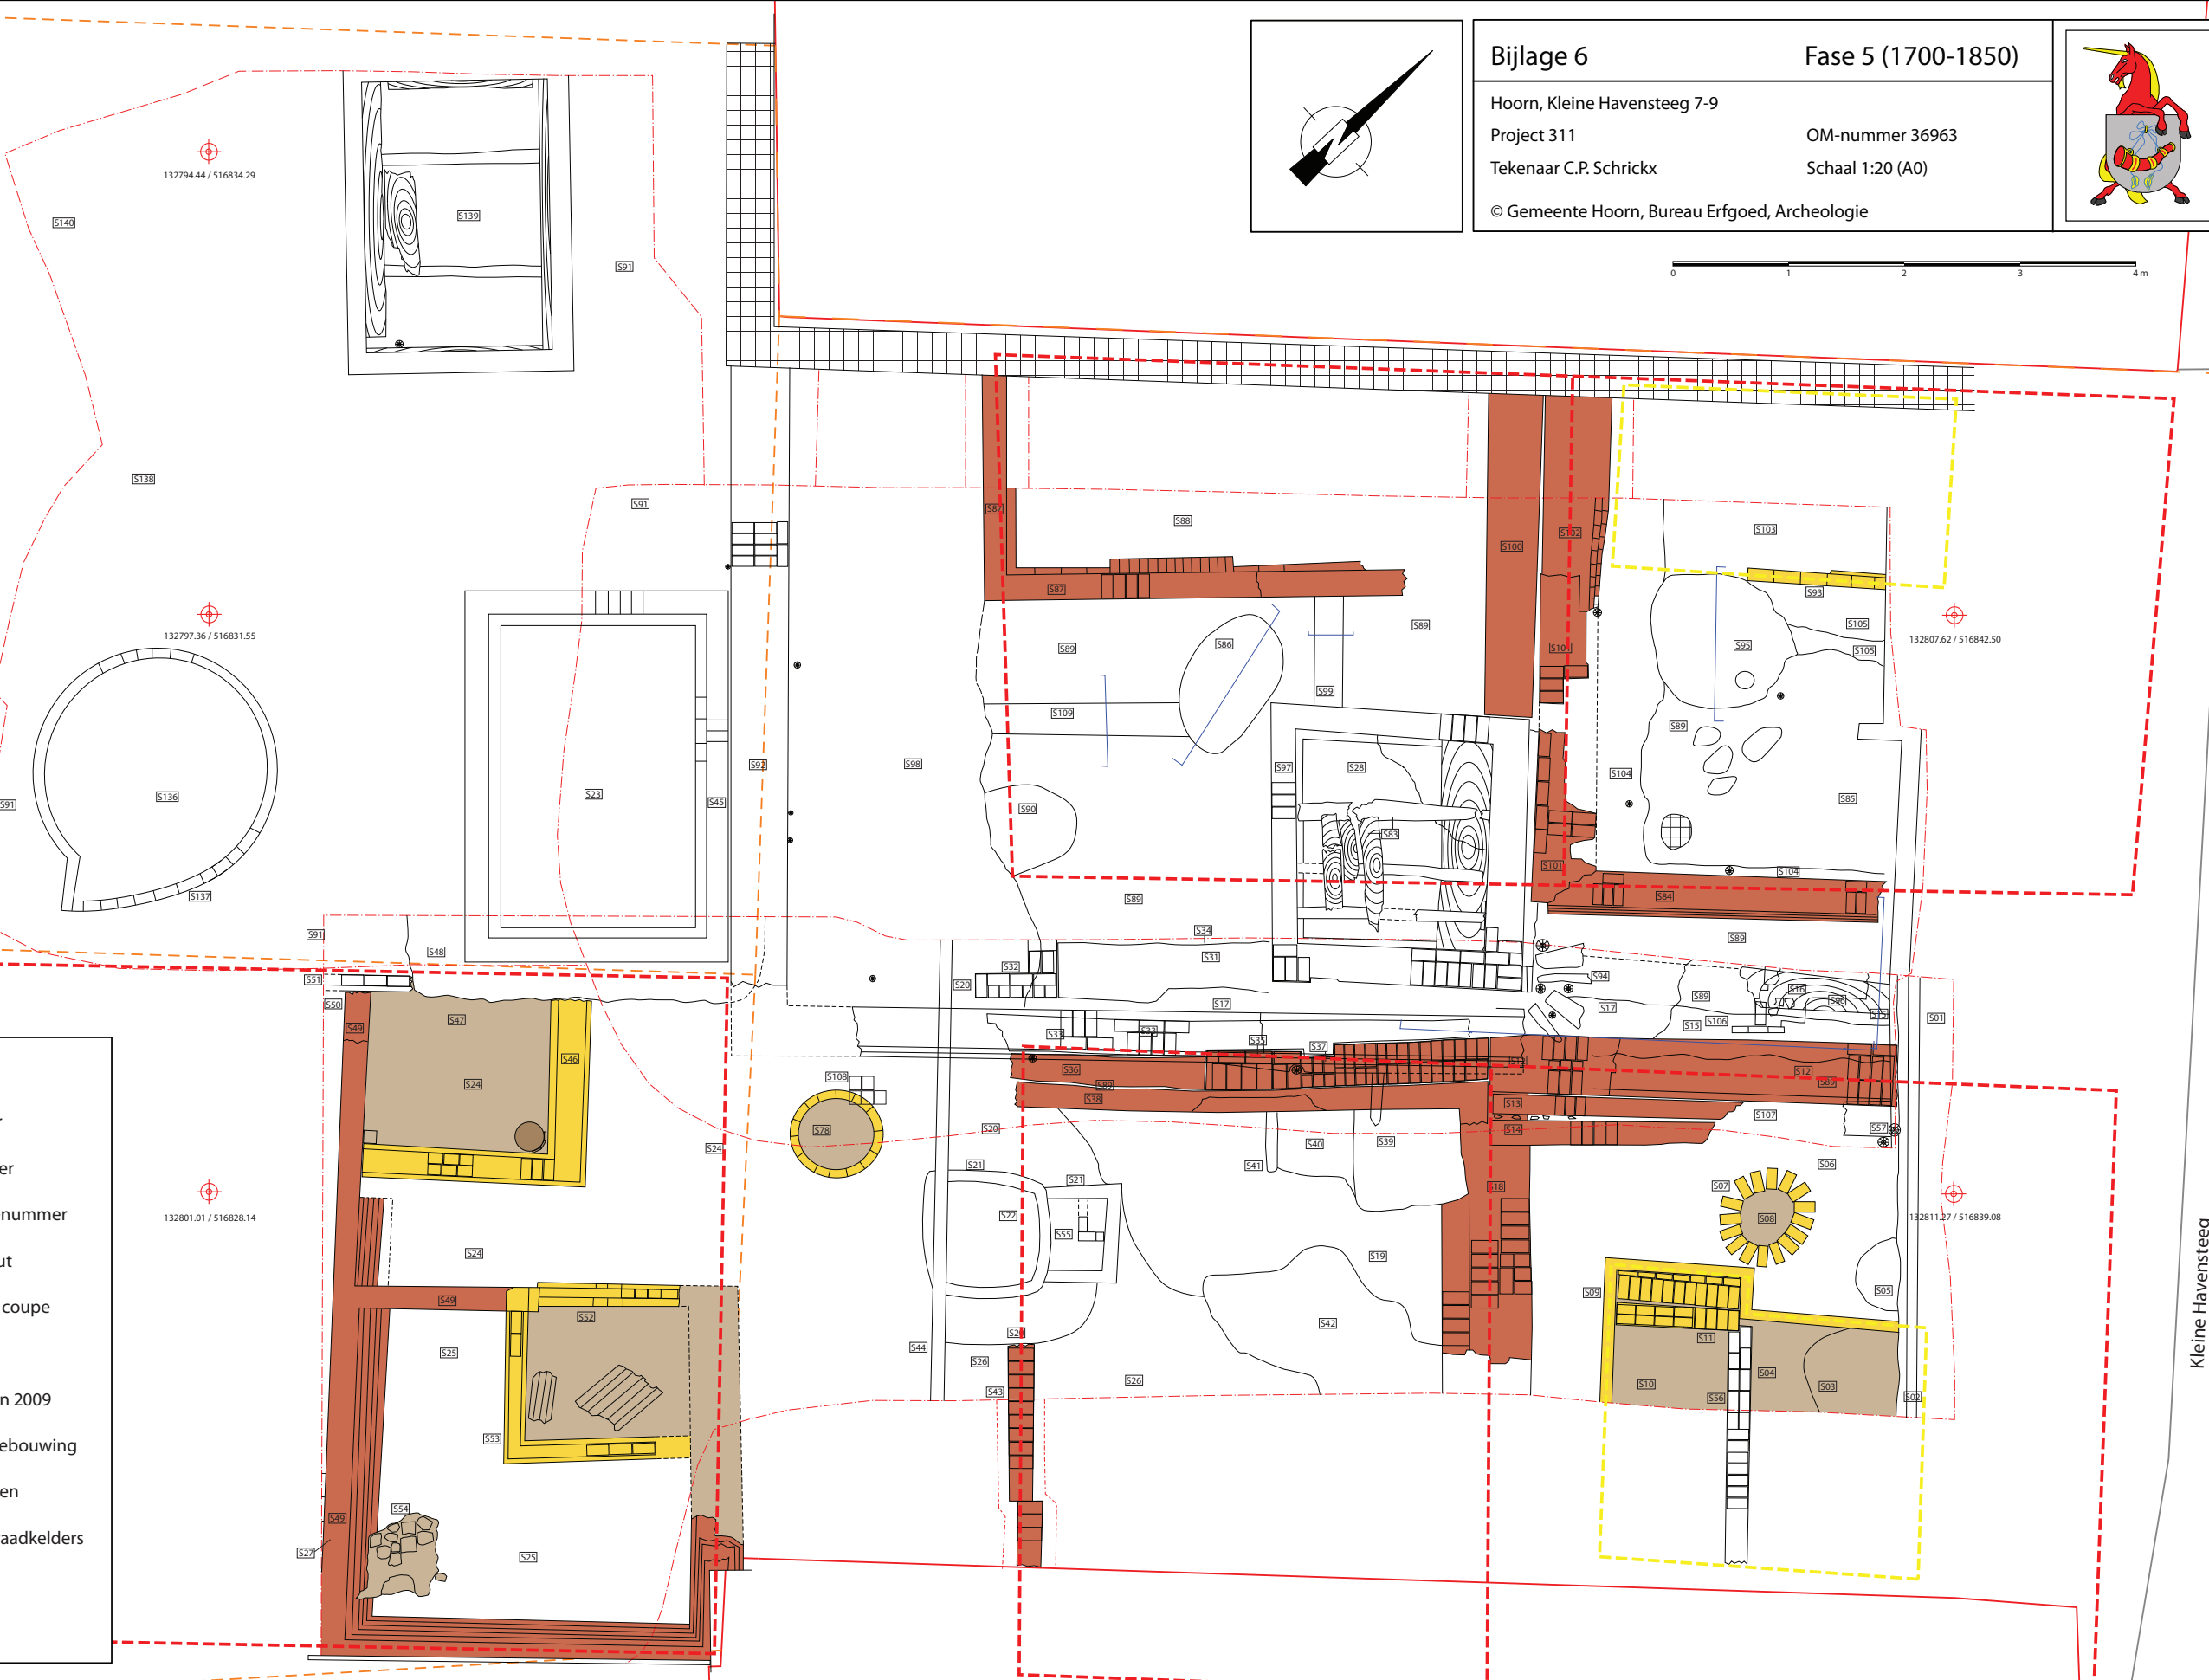 Bijlage 6
Fase 5 (1700-1850)
Hoorn, Kleine Havensteeg 7-9
Project 311
OM-nummer 36963
Tekenaar C.P. Schrickx
Schaal 1:20 (A0)
© Gemeente Hoorn, Bureau Erfgoed, Archeologie
0 1 2 3 4 m
132794.44 / 516834.29
S140
S139
S91
S138
S91
S87
S88
S100
S102
S103
S87
S93
132797.36 / 516831.55
S89
S86
S89
S101
S95
S105
S105
132807.62 / 516842.50
S99
S109
S89
S92
S98
S97
S28
S104
S136
S91
S23
S45
S90
S83
S85
S101
S104
S137
S89
S84
S91
S48
S34
S31
S89
S51
S32
S20
S94
S50
S17
S17
S89
S16
S96
S15
S15
S106
S01
S49
S47
S33
S33
S35
S37
S46
S24
S108
S36
S89
S38
S12
S89
S13
S107
S78
S20
S14
S57
S40
S39
S24
S41
S06
S21
S21
S18
S07
132801.01 / 516828.14
S22
S55
S08
132811.27 / 516839.08
S24
S19
S05
S49
S09
S52
S20
S42
S11
S44
S25
S26
S43
S26
S10
S56
S04
S03
S02
S53
S54
S49
S27
S25
Kleine Havensteeg
er
nummer
ut
coupe
n 2009
ebouwing
en
aadkelders